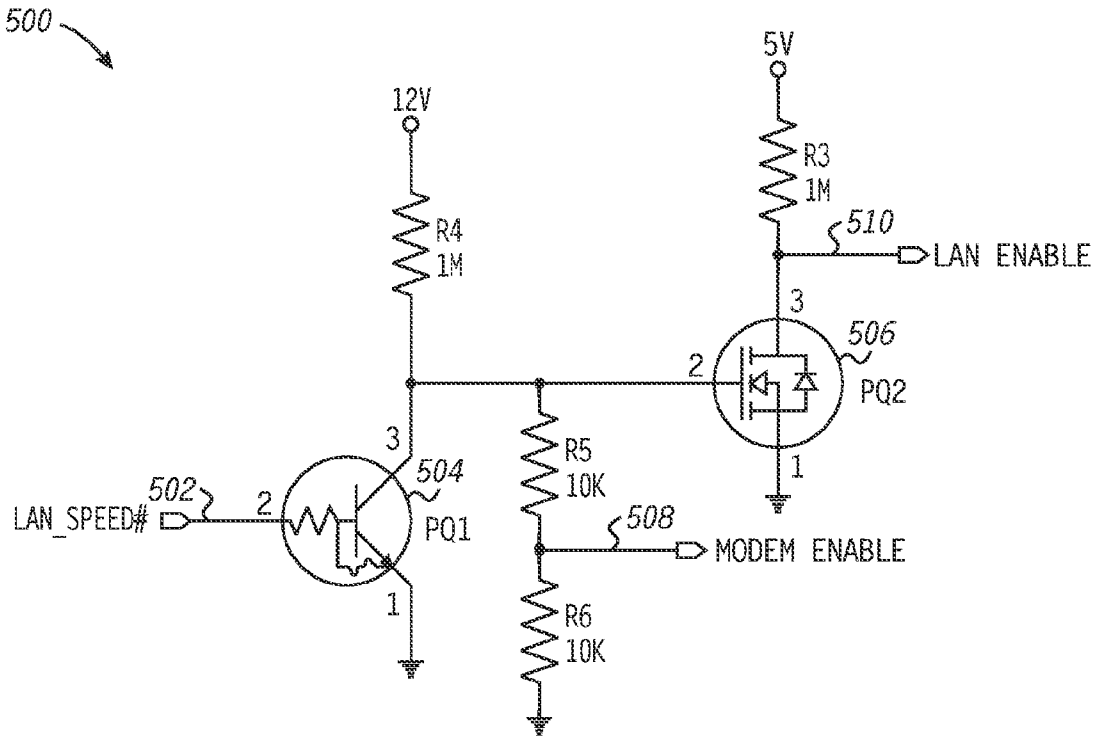 500
5V
12V
R3
1M
510
LAN ENABLE
R4
1M
3
506
2
PQ2
3
504
R5
10K
1
502
2
LAN_SPEED#
PQ1
508
MODEM ENABLE
1
R6
10K